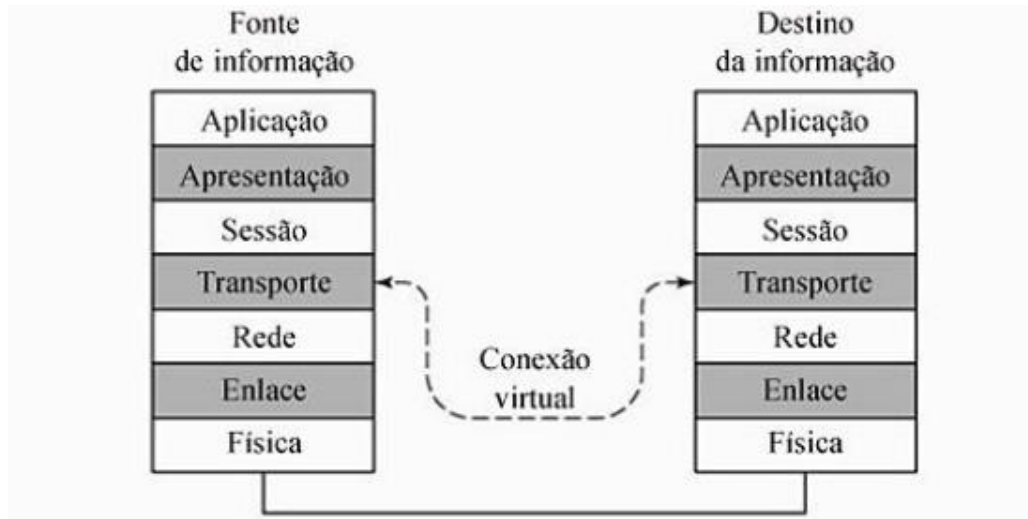 Fonte
de informação
Destino
da informação
Aplicação
Apresentação
Sessão
Transporte
Rede
Enlace
Física
Conexão
virtual
Aplicação
Apresentação
Sessão
Transporte
Rede
Enlace
Física